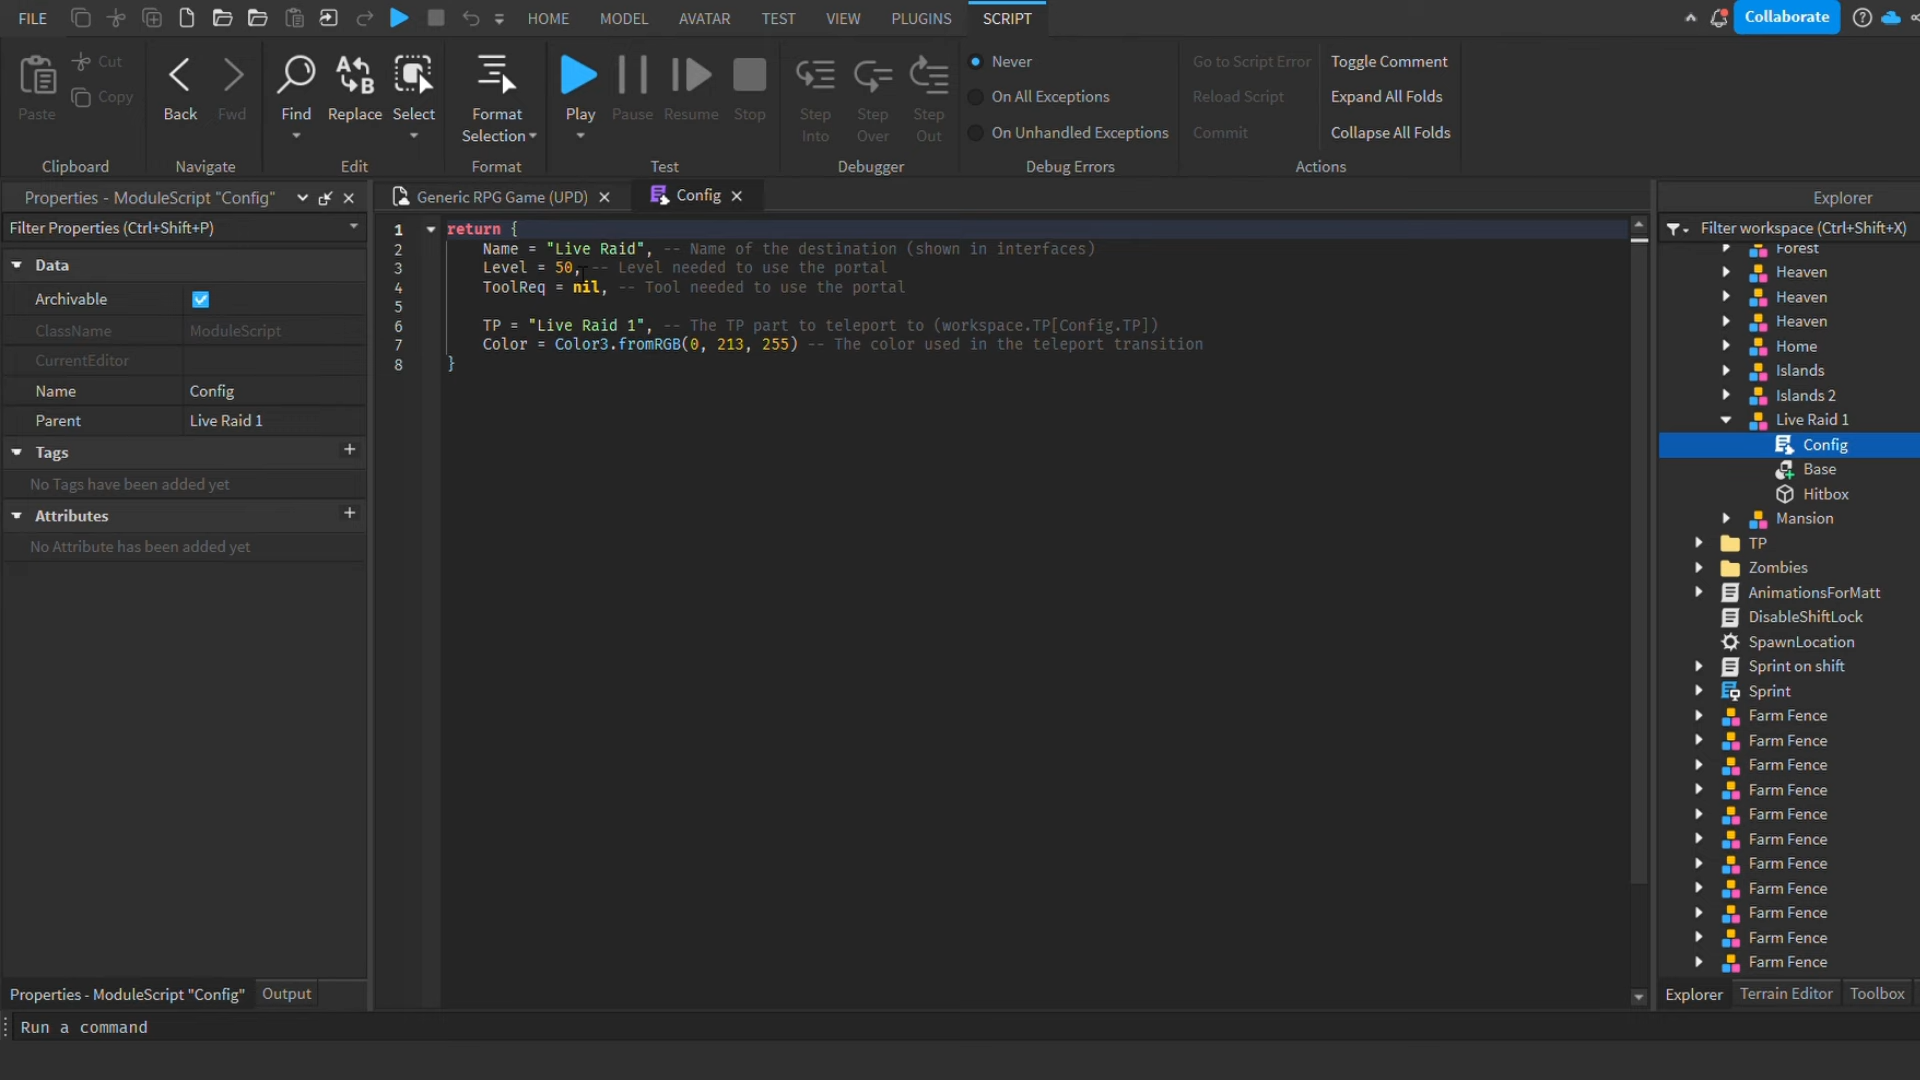 FILE HOME MODEL AVATAR TEST VIEW PLUGINS SCRIPT Collaborate
Paste Cut Copy
Clipboard
Back Fwd
Navigate
Find Replace Select
Edit
Format Selection
Format
Play Pause Resume Stop
Test
Step Into Step Over Step Out
Debugger
Never
On All Exceptions
On Unhandled Exceptions
Debug Errors
Go to Script Error
Reload Script
Commit
Toggle Comment
Expand All Folds
Collapse All Folds
Actions
Properties - ModuleScript "Config"
Filter Properties (Ctrl+Shift+P)
Data
Archivable
ClassName ModuleScript
CurrentEditor
Name Config
Parent Live Raid 1
Tags
No Tags have been added yet
Attributes
No Attribute has been added yet
Properties - ModuleScript "Config" Output
Generic RPG Game (UPD) Config
1 return {
2 Name = "Live Raid", -- Name of the destination (shown in interfaces)
3 Level = 50, -- Level needed to use the portal
4 ToolReq = nil, -- Tool needed to use the portal
5
6 TP = "Live Raid 1", -- The TP part to teleport to (workspace.TP[Config.TP])
7 Color = Color3.fromRGB(0, 213, 255) -- The color used in the teleport transition
8 }
Explorer
Filter workspace (Ctrl+Shift+X)
Forest
Heaven
Heaven
Heaven
Home
Islands
Islands 2
Live Raid 1
Config
Base
Hitbox
Mansion
TP
Zombies
AnimationsForMatt
DisableShiftLock
SpawnLocation
Sprint on shift
Sprint
Farm Fence
Farm Fence
Farm Fence
Farm Fence
Farm Fence
Farm Fence
Farm Fence
Farm Fence
Farm Fence
Farm Fence
Farm Fence
Explorer Terrain Editor Toolbox
Run a command